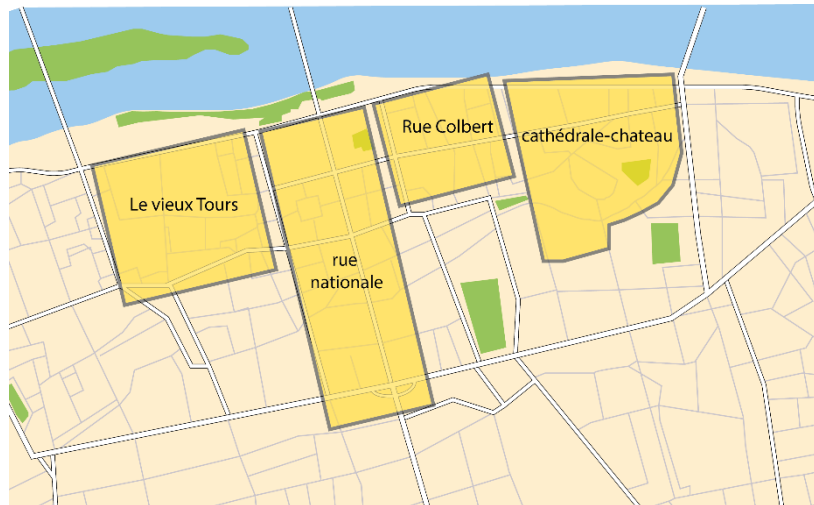 Le vieux Tours
rue
nationale
Rue Colbert
cathédrale-chateau